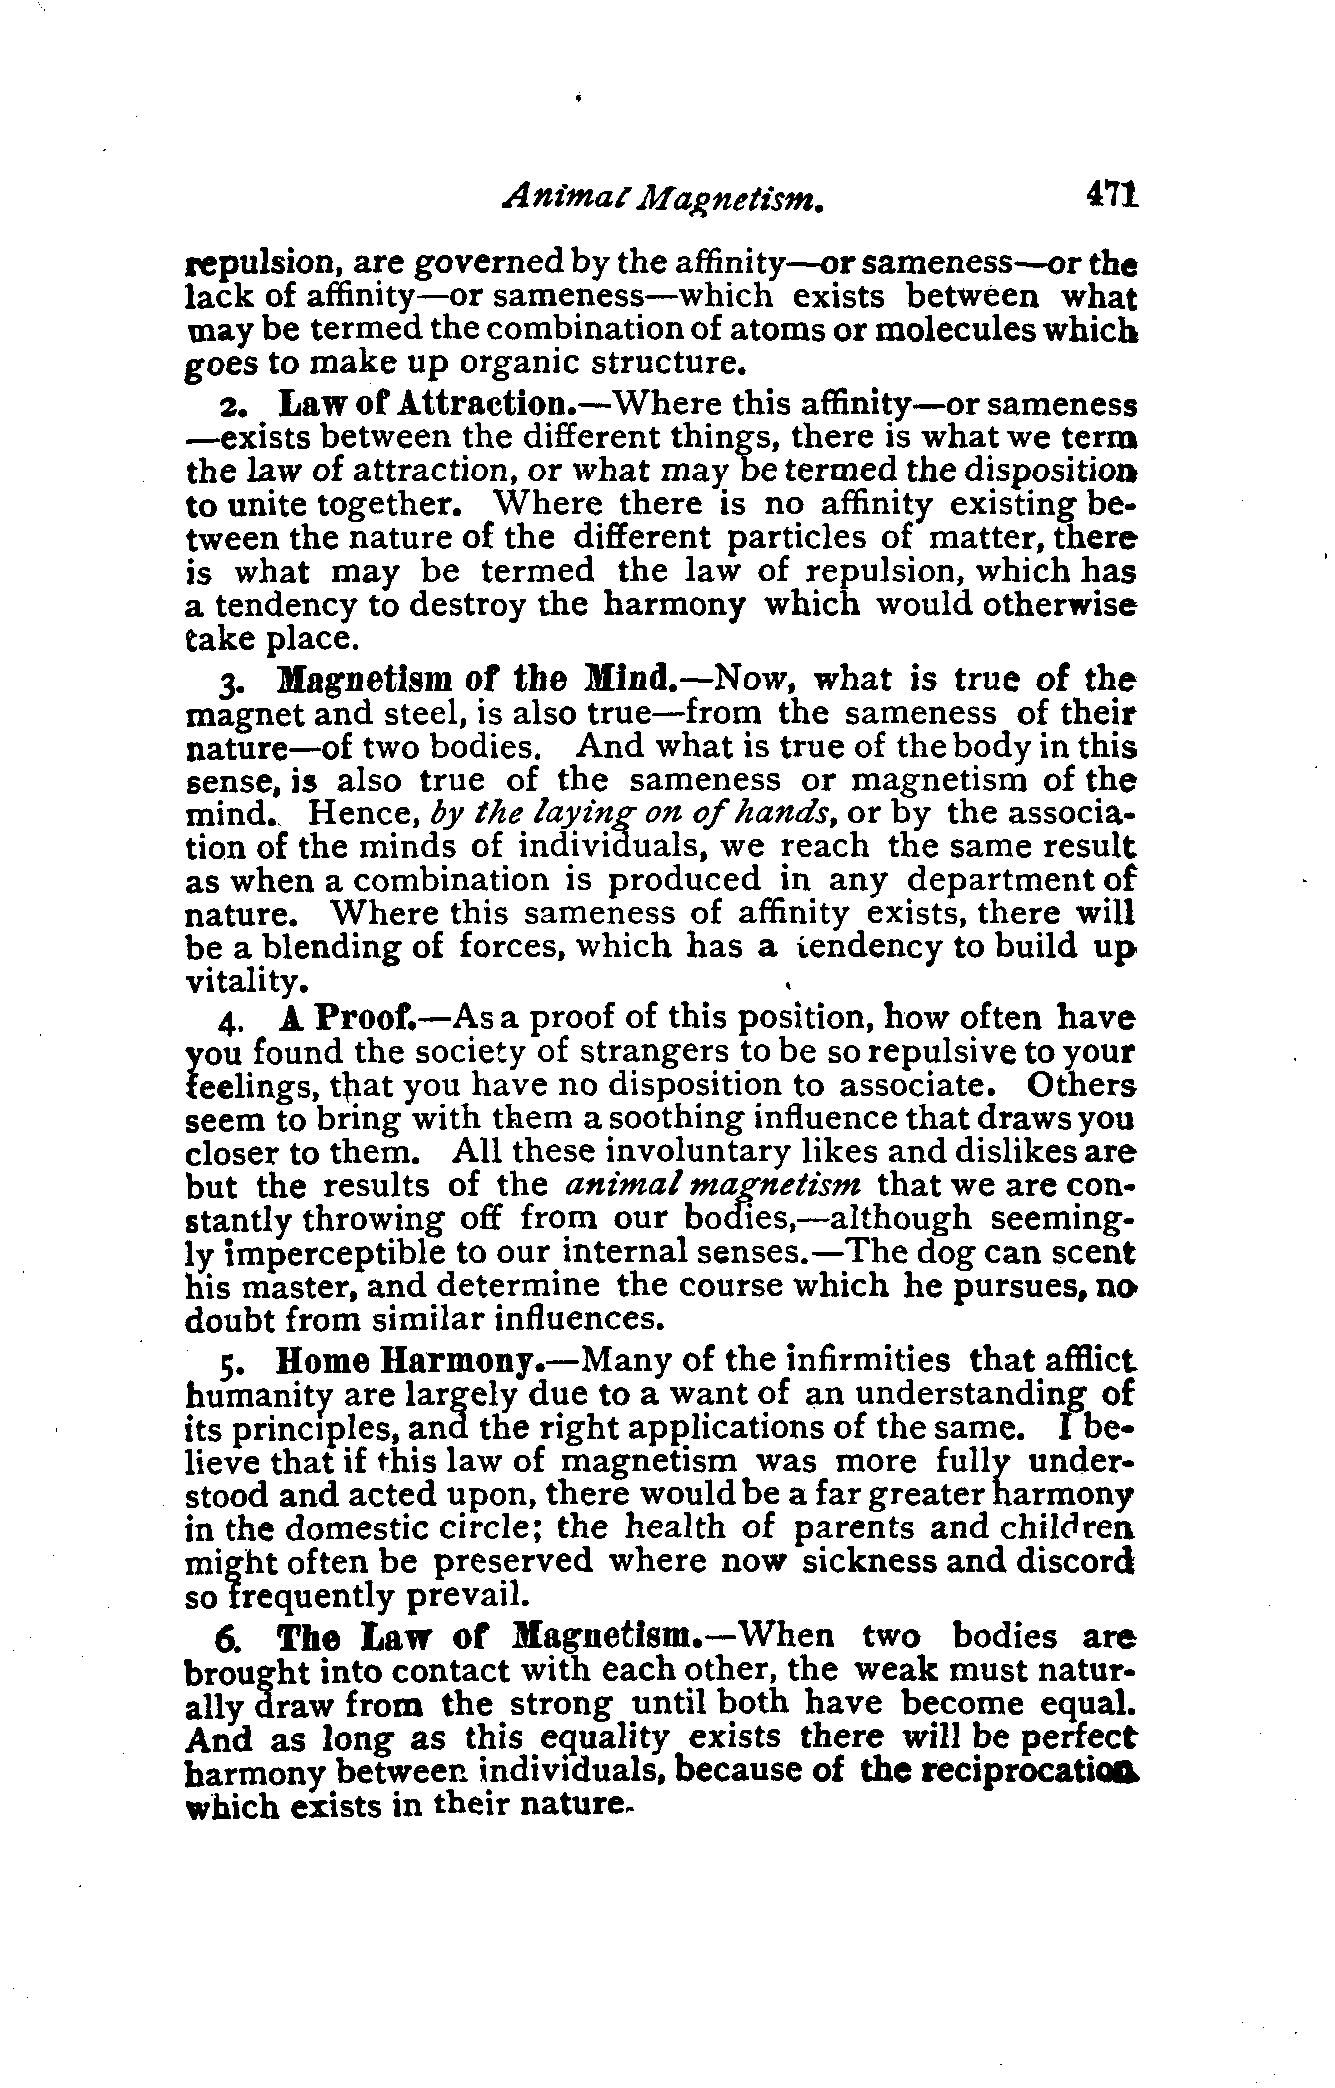 Animal Magnetism. 471
repulsion, are governed by the affinity—or sameness—or the
lack of affinity—or sameness—which exists between what
may be termed the combination of atoms or molecules which
goes to make up organic structure.
2. Law of Attraction.—Where this affinity—or sameness
—exists between the different things, there is what we term
the law of attraction, or what may be termed the disposition
to unite together. Where there is no affinity existing be-
tween the nature of the different particles of matter, there
is what may be termed the law of repulsion, which has
a tendency to destroy the harmony which would otherwise
take place.
3. Magnetism of the Mind.—Now, what is true of the
magnet and steel, is also true—from the sameness of their
nature—of two bodies. And what is true of the body in this
sense, is also true of the sameness or magnetism of the
mind. Hence, by the laying on of hands, or by the associa-
tion of the minds of individuals, we reach the same result
as when a combination is produced in any department of
nature. Where this sameness of affinity exists, there will
be a blending of forces, which has a tendency to build up
vitality.
4. A Proof.—As a proof of this position, how often have
you found the society of strangers to be so repulsive to your
feelings, that you have no disposition to associate. Others
seem to bring with them a soothing influence that draws you
closer to them. All these involuntary likes and dislikes are
but the results of the animal magnetism that we are con-
stantly throwing off from our bodies,—although seeming-
ly imperceptible to our internal senses.—The dog can scent
his master, and determine the course which he pursues, no
doubt from similar influences.
5. Home Harmony.—Many of the infirmities that afflict
humanity are largely due to a want of an understanding of
its principles, and the right applications of the same. I be-
lieve that if this law of magnetism was more fully under-
stood and acted upon, there would be a far greater harmony
in the domestic circle; the health of parents and children
might often be preserved where now sickness and discord
so frequently prevail.
6. The Law of Magnetism.—When two bodies are
brought into contact with each other, the weak must natur-
ally draw from the strong until both have become equal.
And as long as this equality exists there will be perfect
harmony between individuals, because of the reciprocation
which exists in their nature.